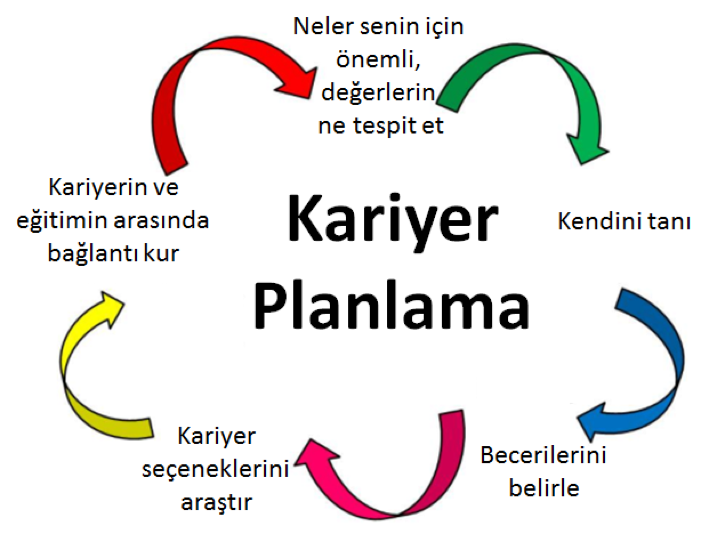 Neler senin için
önemli,
değerlerin
ne tespit et
Kendini tanı
Becerilerini
belirle
Kariyer
seçeneklerini
araştır
Kariyerin ve
eğitimin arasında
bağlantı kur
Kariyer
Planlama